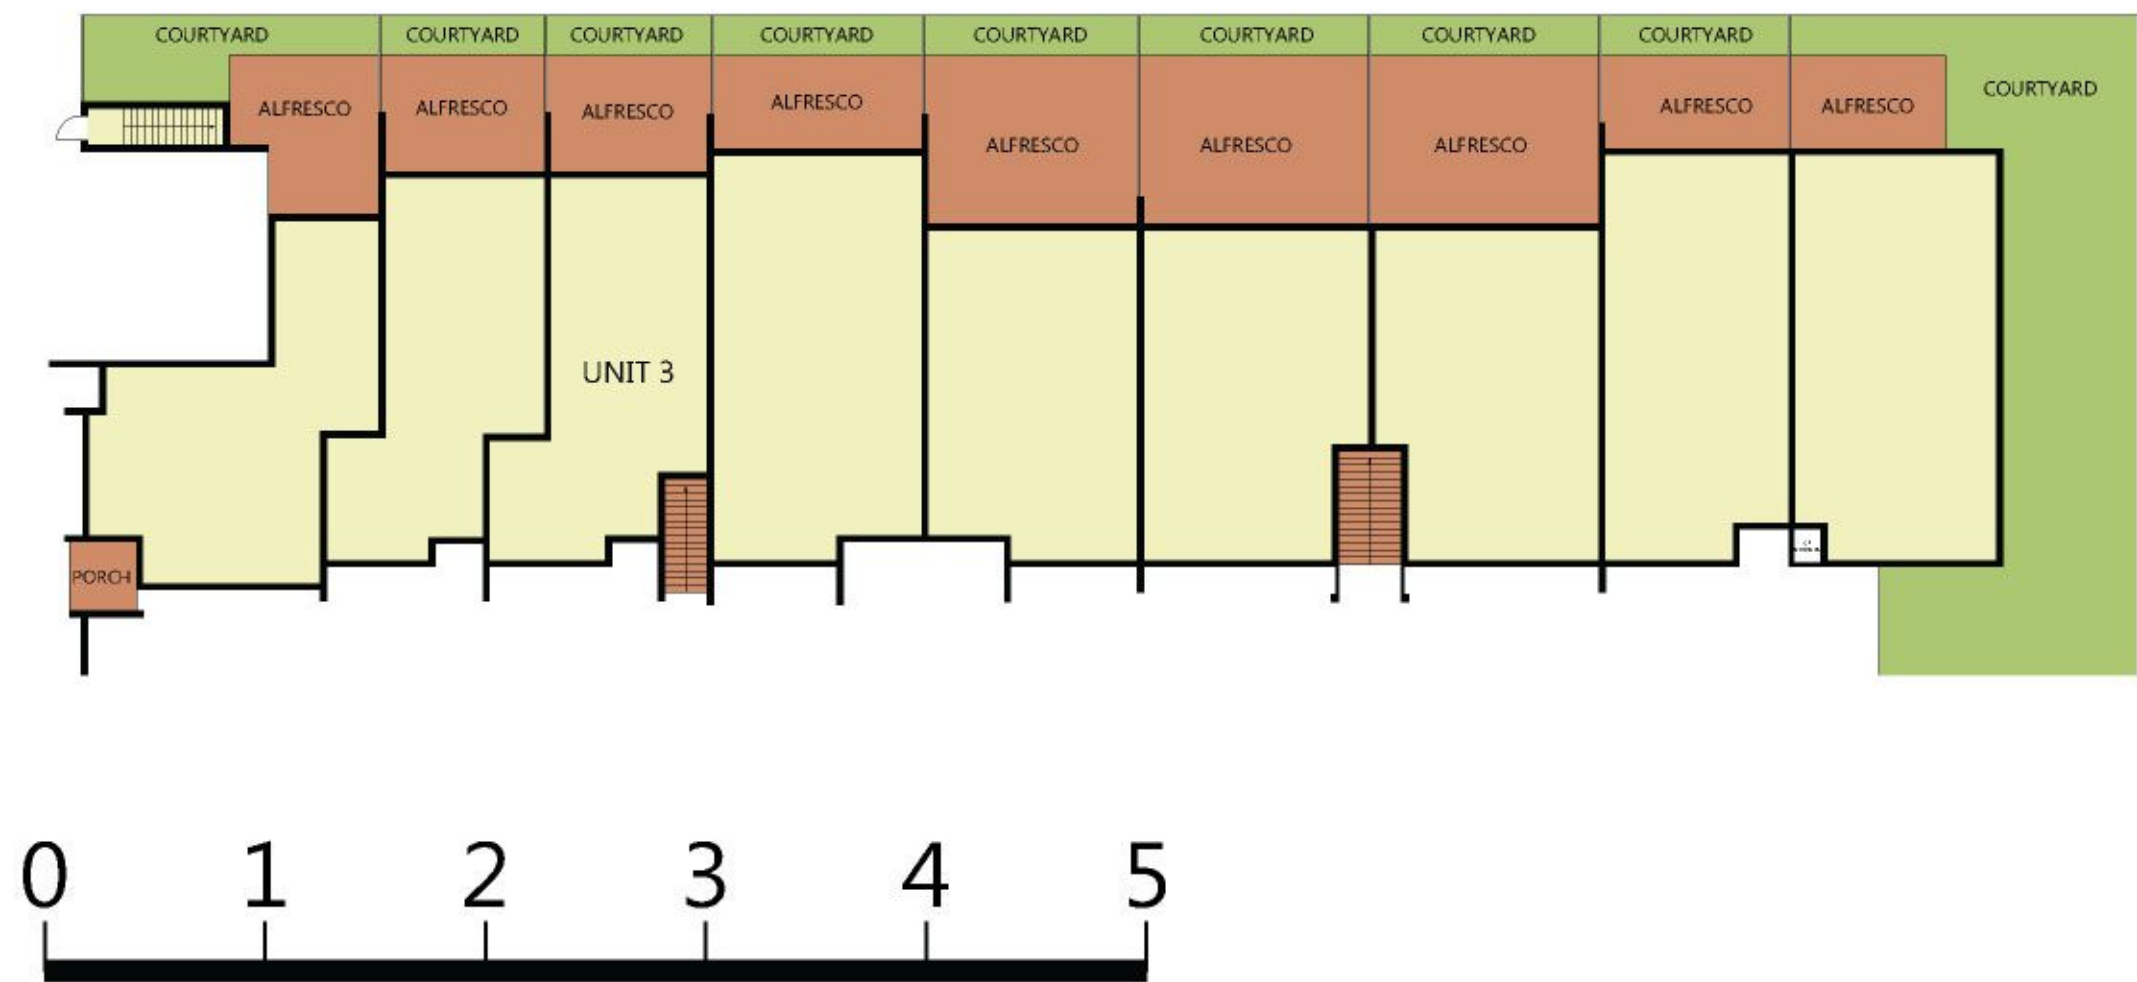 COURTYARD COURTYARD COURTYARD COURTYARD COURTYARD COURTYARD COURTYARD COURTYARD
COURTYARD
ALFRESCO ALFRESCO ALFRESCO ALFRESCO ALFRESCO ALFRESCO
ALFRESCO ALFRESCO ALFRESCO
UNIT 3
PORCH
0 1 2 3 4 5